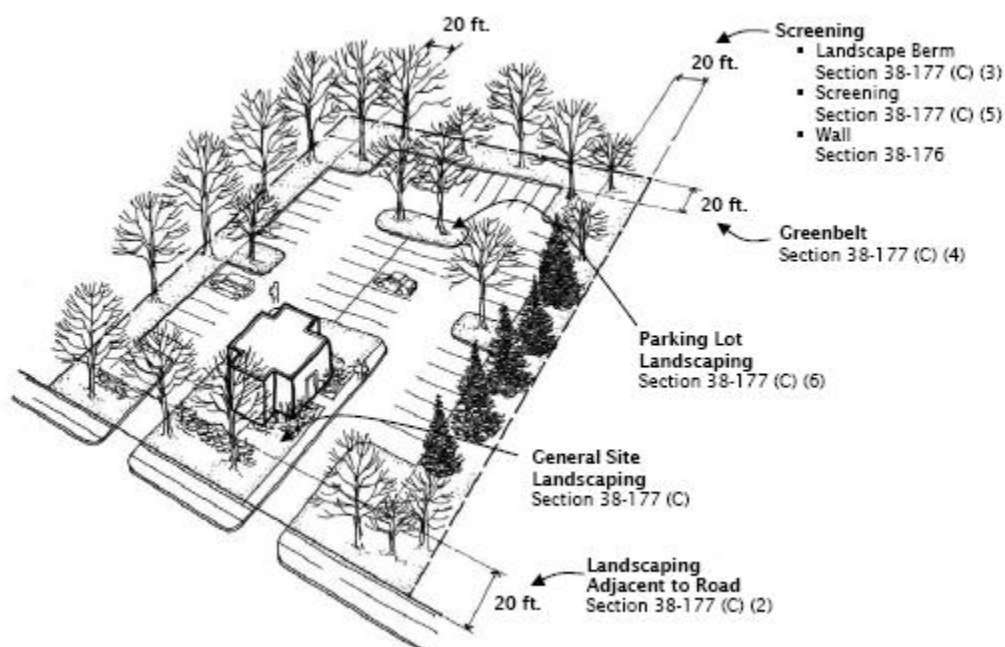 20 ft.
Screening
▪ Landscape Berm
Section 38-177 (C) (3)
▪ Screening
Section 38-177 (C) (5)
▪ Wall
Section 38-176
20 ft.
20 ft.
Greenbelt
Section 38-177 (C) (4)
Parking Lot
Landscaping
Section 38-177 (C) (6)
General Site
Landscaping
Section 38-177 (C)
Landscaping
Adjacent to Road
Section 38-177 (C) (2)
20 ft.